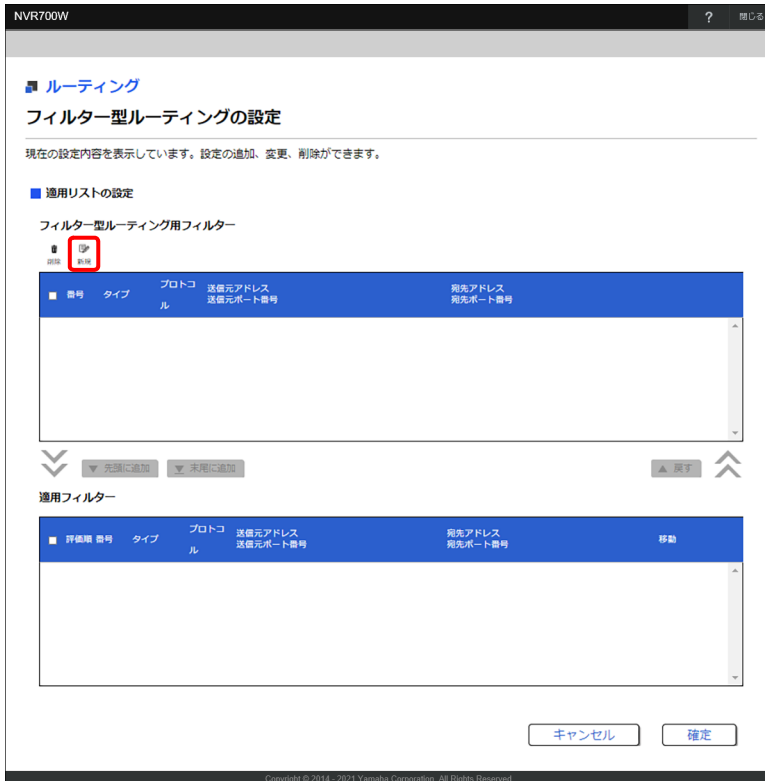 NVR700W
? 閉じる
ルーティング
フィルター型ルーティングの設定
現在の設定内容を表示しています。設定の追加、変更、削除ができます。
適用リストの設定
フィルター型ルーティング用フィルター
削除 新規
番号 タイプ プロトコ 送信元アドレス 宛先アドレス
ル 送信元ポート番号 宛先ポート番号
▼ 先頭に追加 ▼ 末尾に追加 ▲ 戻す
適用フィルター
評価順 番号 タイプ プロトコ 送信元アドレス 宛先アドレス 移動
ル 送信元ポート番号 宛先ポート番号
キャンセル 確定
Copyright © 2014 - 2021 Yamaha Corporation. All Rights Reserved.